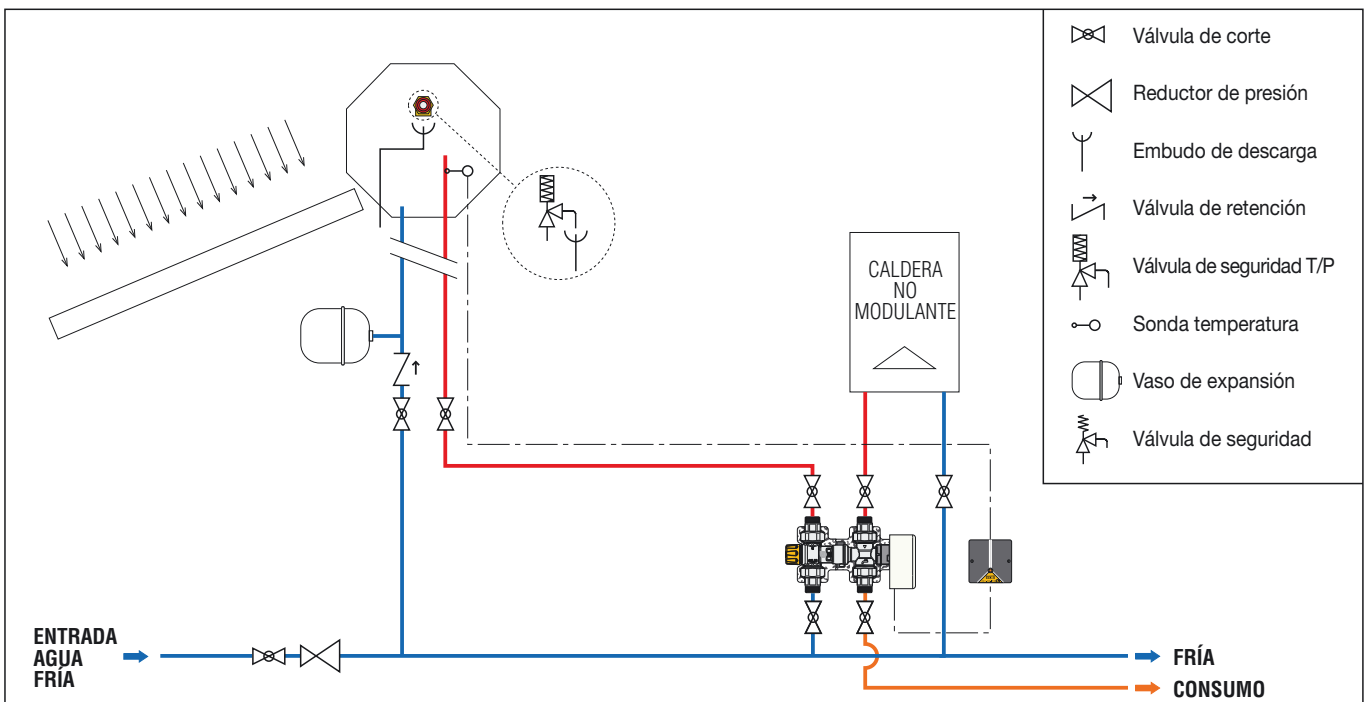 CALDERA
NO
MODULANTE
ENTRADA
AGUA
FRÍA
FRÍA
CONSUMO
Válvula de corte
Reductor de presión
Embudo de descarga
Válvula de retención
Válvula de seguridad T/P
Sonda temperatura
Vaso de expansión
Válvula de seguridad